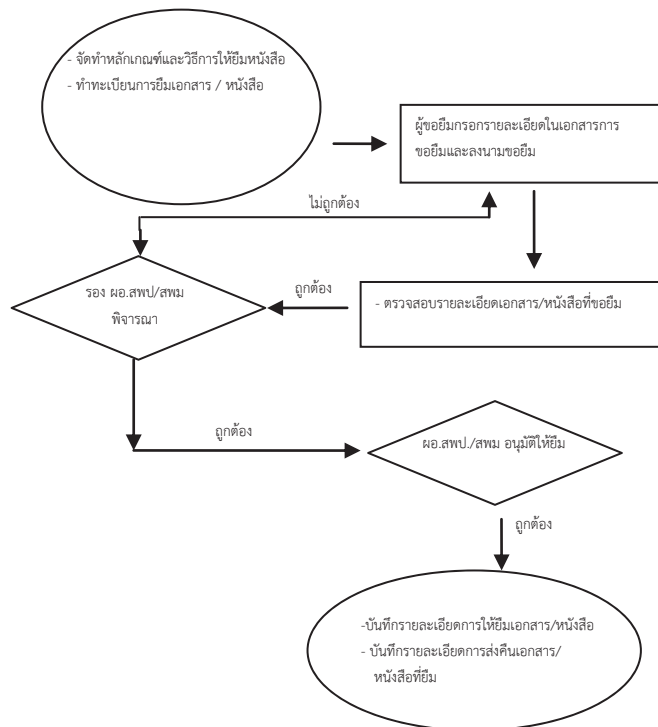 - จัดทำหลักเกณฑ์และวิธีการให้ยืมหนังสือ
- ทำทะเบียนการยืมเอกสาร / หนังสือ
ผู้ขอยืมกรอกรายละเอียดในเอกสารการ
ขอยืมและลงนามขอยืม
ไม่ถูกต้อง
รอง ผอ.สพป/สพม
พิจารณา
ถูกต้อง
- ตรวจสอบรายละเอียดเอกสาร/หนังสือที่ขอยืม
ถูกต้อง
ผอ.สพป./สพม อนุมัติให้ยืม
ถูกต้อง
-บันทึกรายละเอียดการให้ยืมเอกสาร/หนังสือ
- บันทึกรายละเอียดการส่งคืนเอกสาร/
หนังสือที่ยืม